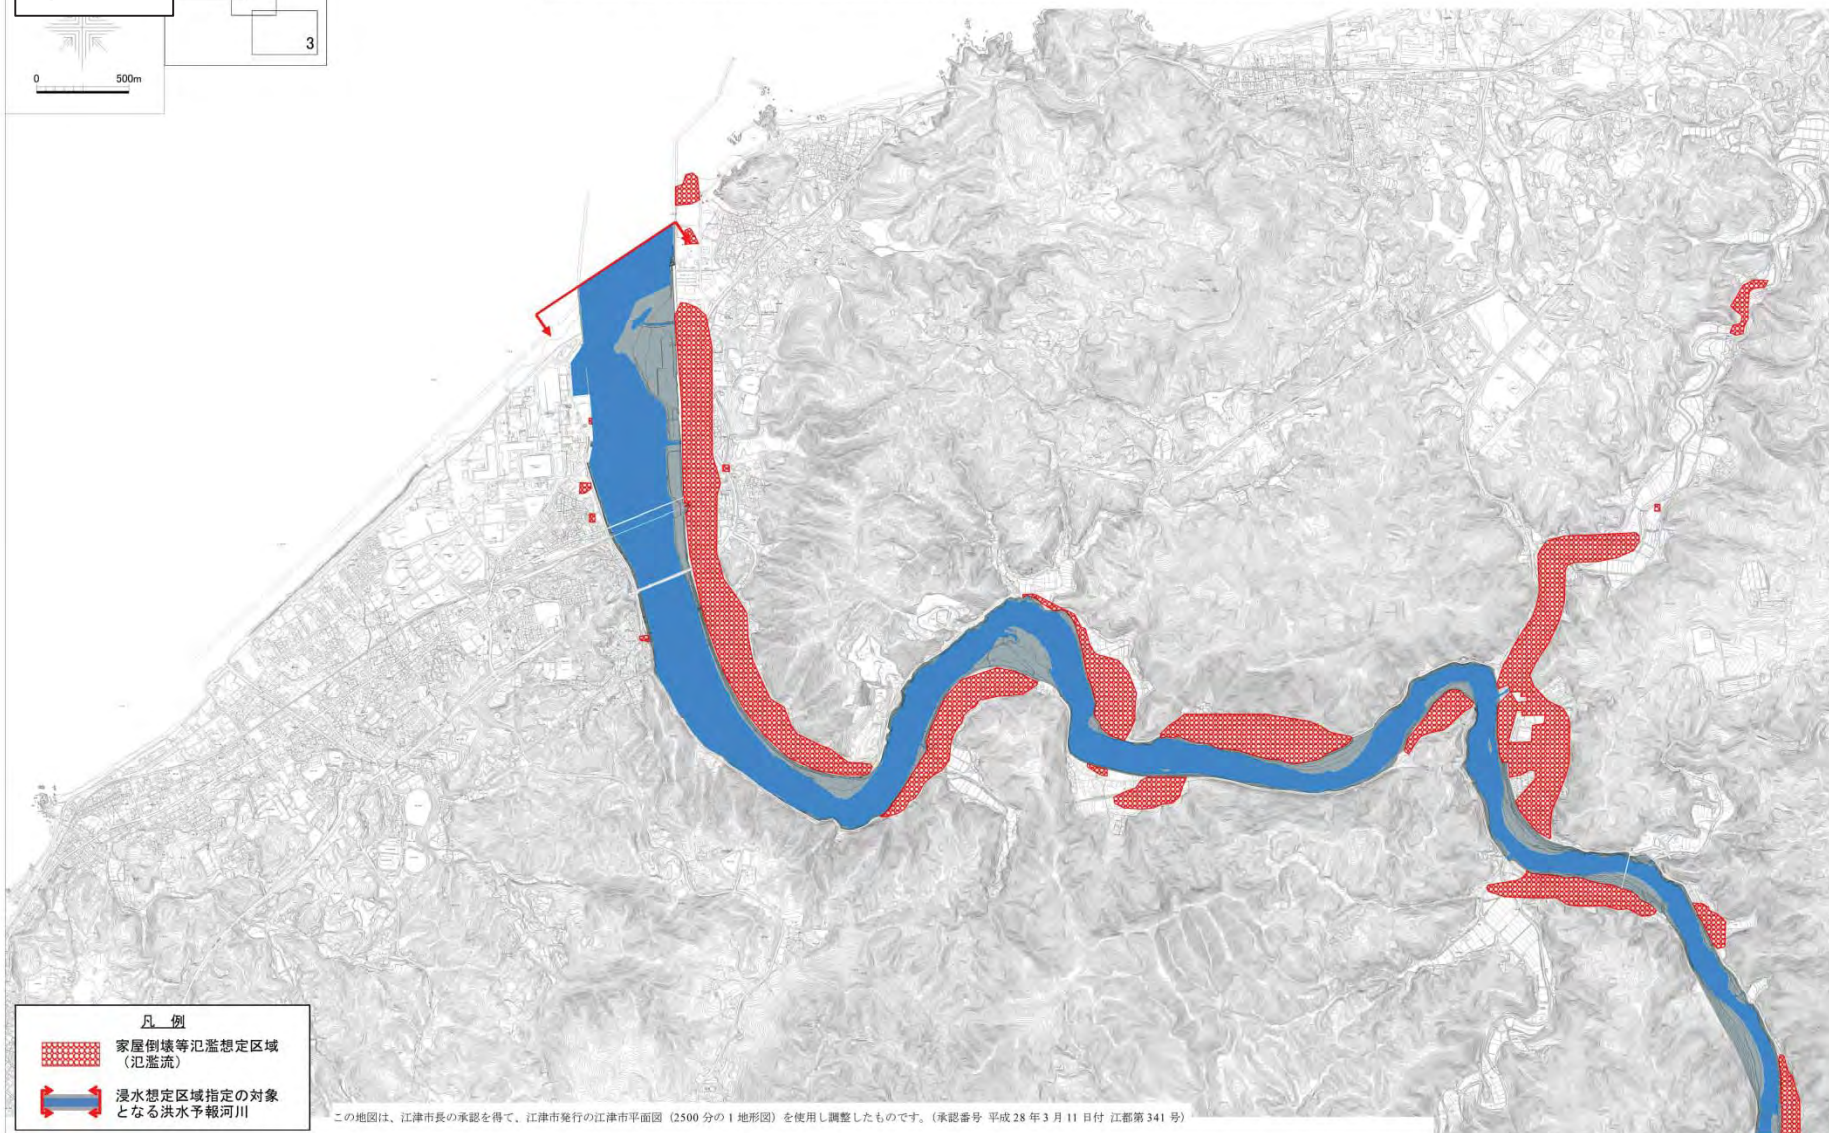 3
0 500m
凡 例
家屋倒壊等氾濫想定区域
（氾濫流）
浸水想定区域指定の対象
となる洪水予報河川
この地図は、江津市長の承認を得て、江津市発行の江津市平面図（2500 分の 1 地形図）を使用し調整したものです。（承認番号 平成 28 年 3 月 11 日付 江都第 341 号）